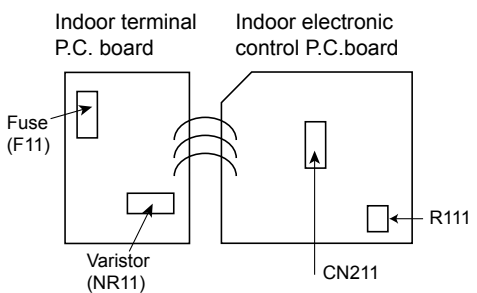 Indoor terminal
P.C. board
Indoor electronic
control P.C.board
Fuse
(F11)
R111
Varistor
(NR11)
CN211